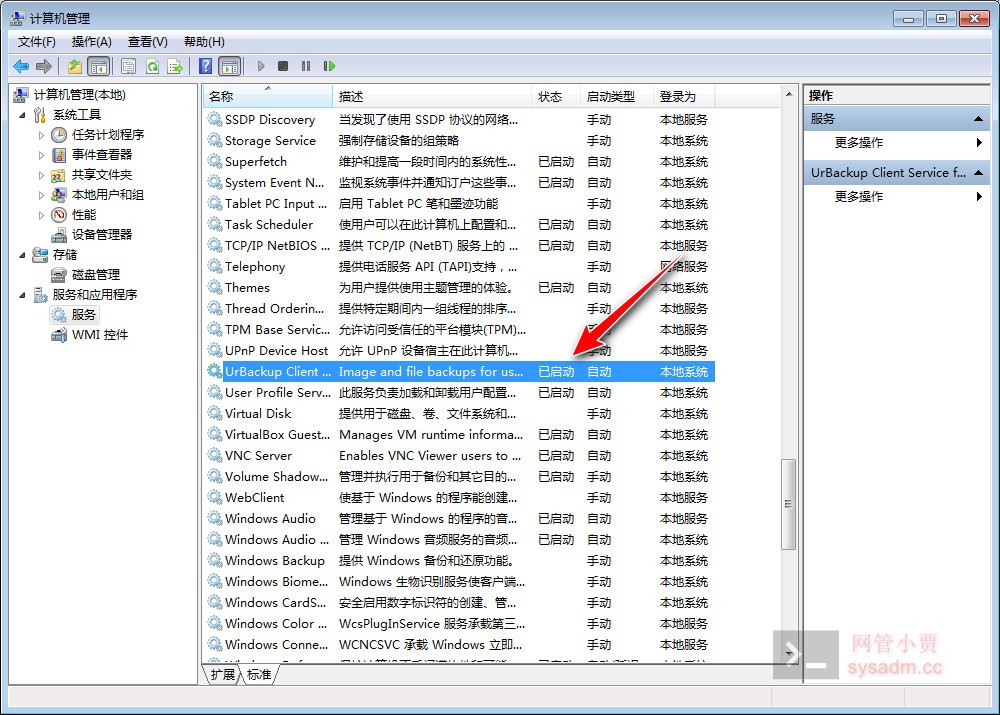 计算机管理
文件(F) 操作(A) 查看(V) 帮助(H)
计算机管理(本地)
系统工具
任务计划程序
事件查看器
共享文件夹
本地用户和组
性能
设备管理器
存储
磁盘管理
服务和应用程序
服务
WMI 控件
名称 描述 状态 启动类型 登录为
SSDP Discovery 当发现了使用 SSDP 协议的网络... 手动 本地服务
Storage Service 强制存储设备的组策略 手动 本地系统
Superfetch 维护和提高一段时间内的系统性... 已启动 自动 本地系统
System Event N... 监视系统事件并通知订户这些事... 已启动 自动 本地系统
Tablet PC Input ... 启用 Tablet PC 笔和墨迹功能 手动 本地系统
Task Scheduler 使用户可以在此计算机上配置和... 已启动 自动 本地系统
TCP/IP NetBIOS ... 提供 TCP/IP (NetBT) 服务上的 ... 已启动 自动 本地服务
Telephony 提供电话服务 API (TAPI)支持，... 手动 网络服务
Themes 为用户提供使用主题管理的体验。 已启动 自动 本地系统
Thread Orderin... 提供特定期间内一组线程的排序... 手动 本地服务
TPM Base Servic... 允许访问受信任的平台模块(TPM)... 手动 本地服务
UPnP Device Host 允许 UPnP 设备宿主在此计算机... 手动 本地服务
UrBackup Client ... Image and file backups for us... 已启动 自动 本地系统
User Profile Serv... 此服务负责加载和卸载用户配置... 已启动 自动 本地系统
Virtual Disk 提供用于磁盘、卷、文件系统和... 手动 本地系统
VirtualBox Guest... Manages VM runtime informa... 已启动 自动 本地系统
VNC Server Enables VNC Viewer users to ... 已启动 自动 本地系统
Volume Shadow... 管理并执行用于备份和其它目的... 已启动 手动 本地系统
WebClient 使基于 Windows 的程序能创建... 手动 本地服务
Windows Audio 管理基于 Windows 的程序的音... 已启动 自动 本地服务
Windows Audio ... 管理 Windows 音频服务的音频... 已启动 自动 本地系统
Windows Backup 提供 Windows 备份和还原功能。 手动 本地系统
Windows Biome... Windows 生物识别服务使客户端... 手动 本地系统
Windows CardS... 安全启用数字标识符的创建、管... 手动 本地系统
Windows Color ... WcsPlugInService 服务承载第三... 手动 本地服务
Windows Conne... WCNCSVC 承载 Windows 立即... 手动 本地服务
扩展 标准
操作
服务
更多操作
UrBackup Client Service f...
更多操作
网管小贾
sysadm.cc